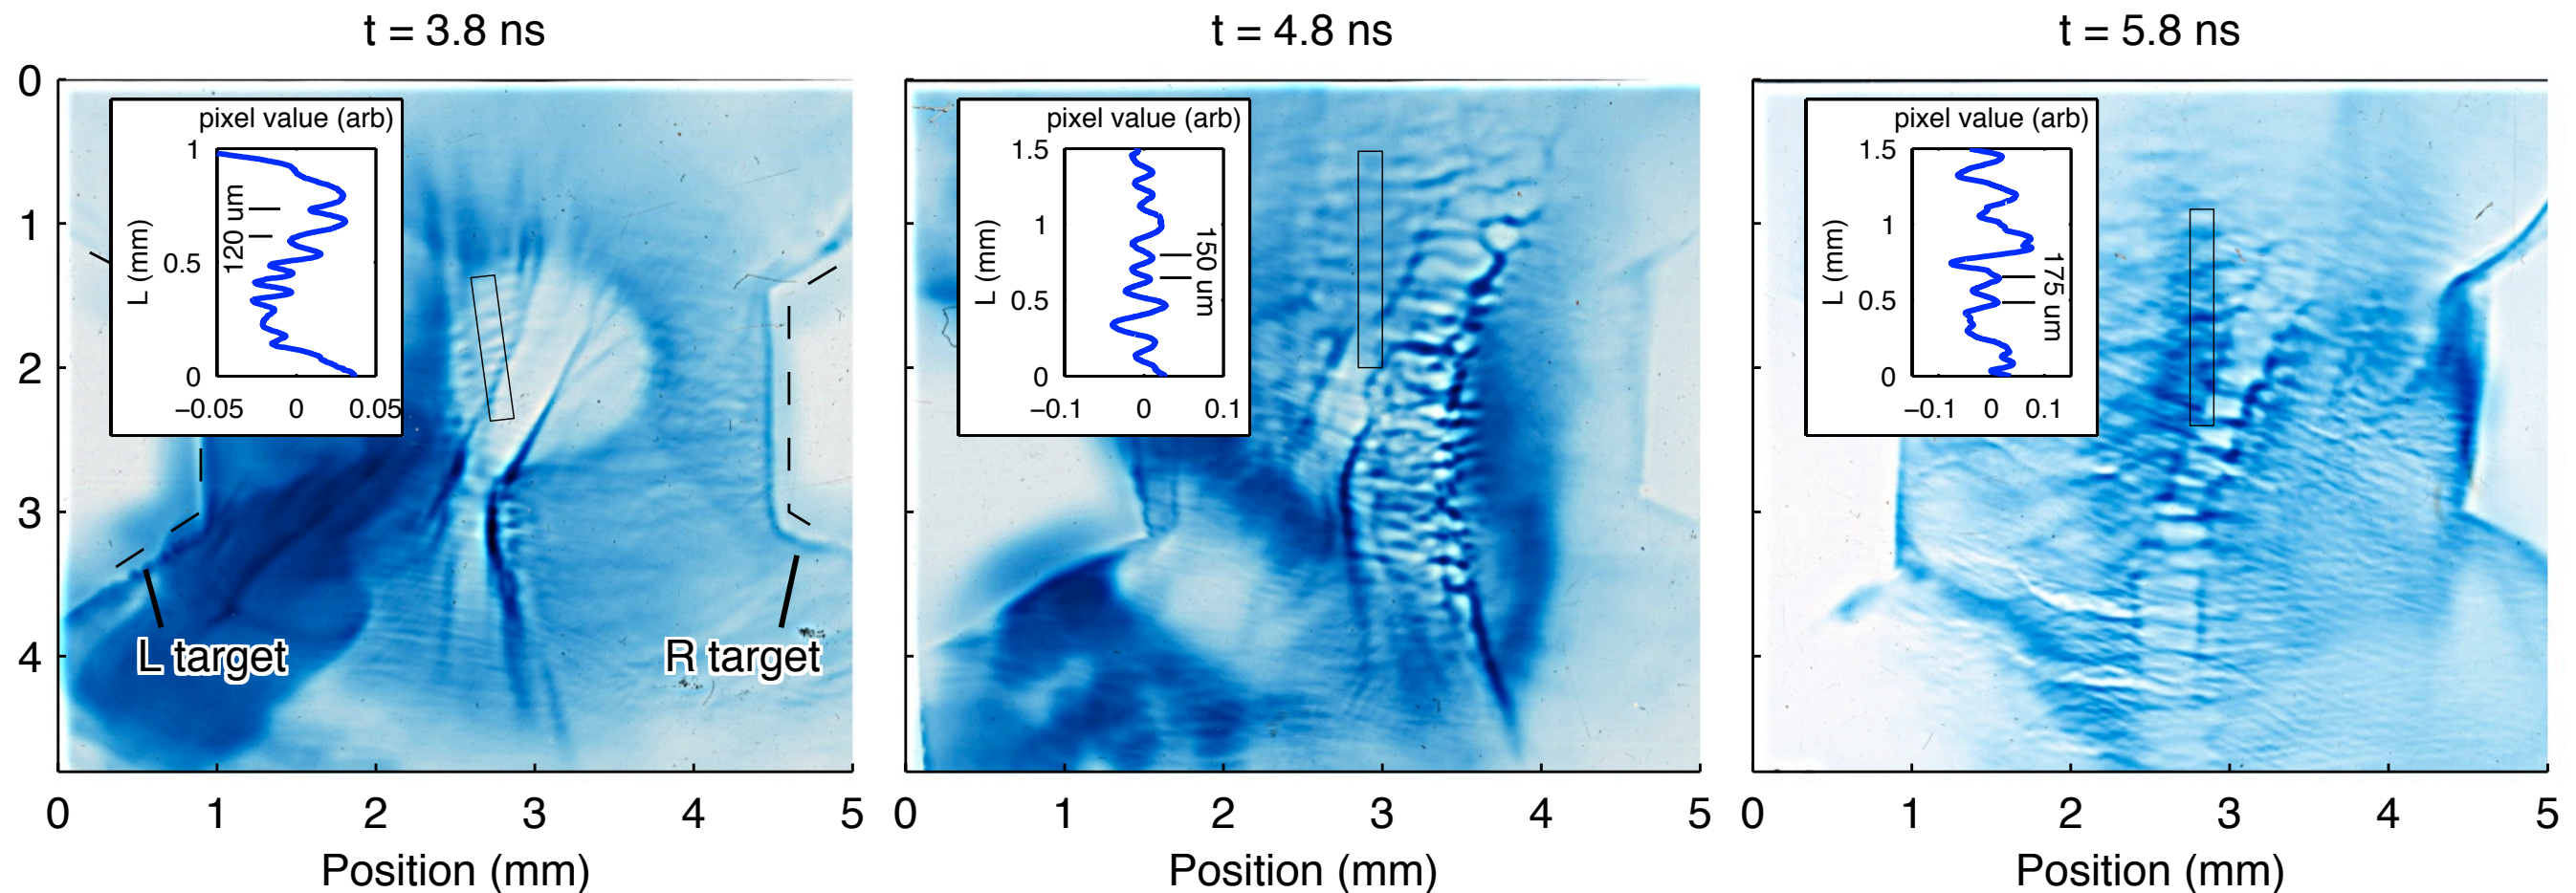 t = 3.8 ns
t = 4.8 ns
t = 5.8 ns
0
1
2
3
4
pixel value (arb)
1
0.5
0
L (mm)
120 um
−0.05 0 0.05
L target
R target
0 1 2 3 4 5
Position (mm)
pixel value (arb)
1.5
1
0.5
0
L (mm)
150 um
−0.1 0 0.1
0 1 2 3 4 5
Position (mm)
pixel value (arb)
1.5
1
0.5
0
L (mm)
175 um
−0.1 0 0.1
0 1 2 3 4 5
Position (mm)